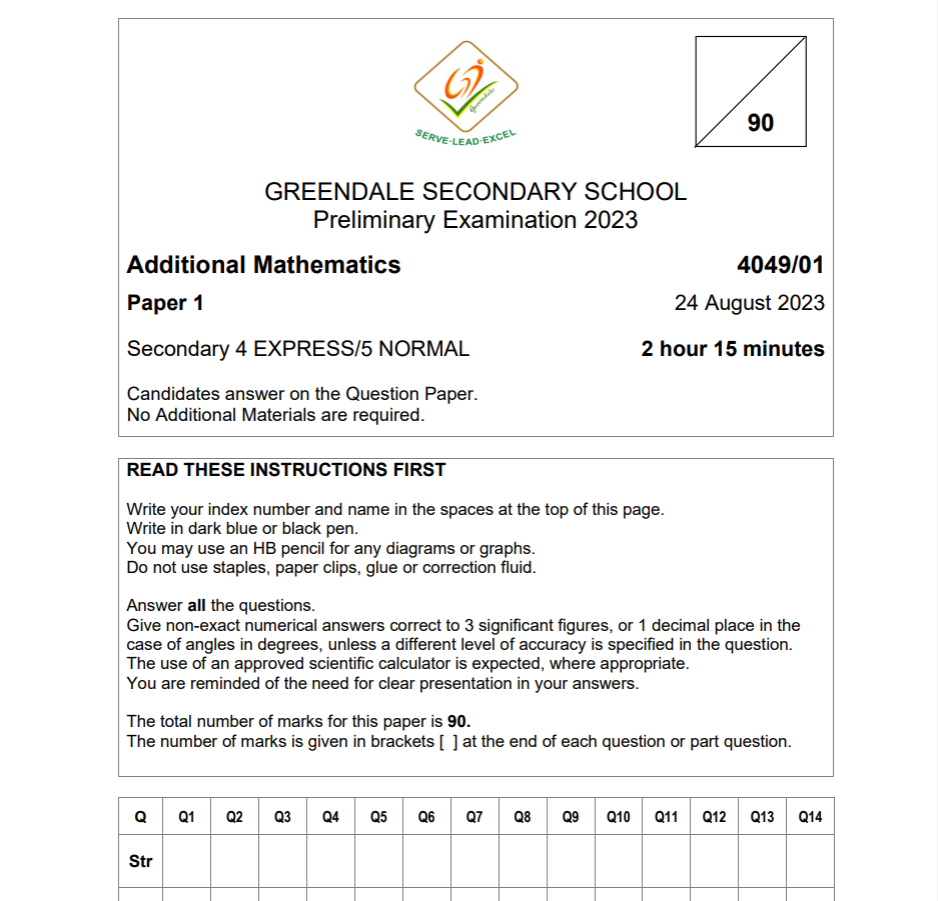 Greendale
SERVE-LEAD-EXCEL
90
GREENDALE SECONDARY SCHOOL
Preliminary Examination 2023
Additional Mathematics 4049/01
Paper 1 24 August 2023
Secondary 4 EXPRESS/5 NORMAL 2 hour 15 minutes
Candidates answer on the Question Paper.
No Additional Materials are required.
READ THESE INSTRUCTIONS FIRST
Write your index number and name in the spaces at the top of this page.
Write in dark blue or black pen.
You may use an HB pencil for any diagrams or graphs.
Do not use staples, paper clips, glue or correction fluid.
Answer all the questions.
Give non-exact numerical answers correct to 3 significant figures, or 1 decimal place in the
case of angles in degrees, unless a different level of accuracy is specified in the question.
The use of an approved scientific calculator is expected, where appropriate.
You are reminded of the need for clear presentation in your answers.
The total number of marks for this paper is 90.
The number of marks is given in brackets [ ] at the end of each question or part question.
Q Q1 Q2 Q3 Q4 Q5 Q6 Q7 Q8 Q9 Q10 Q11 Q12 Q13 Q14
Str